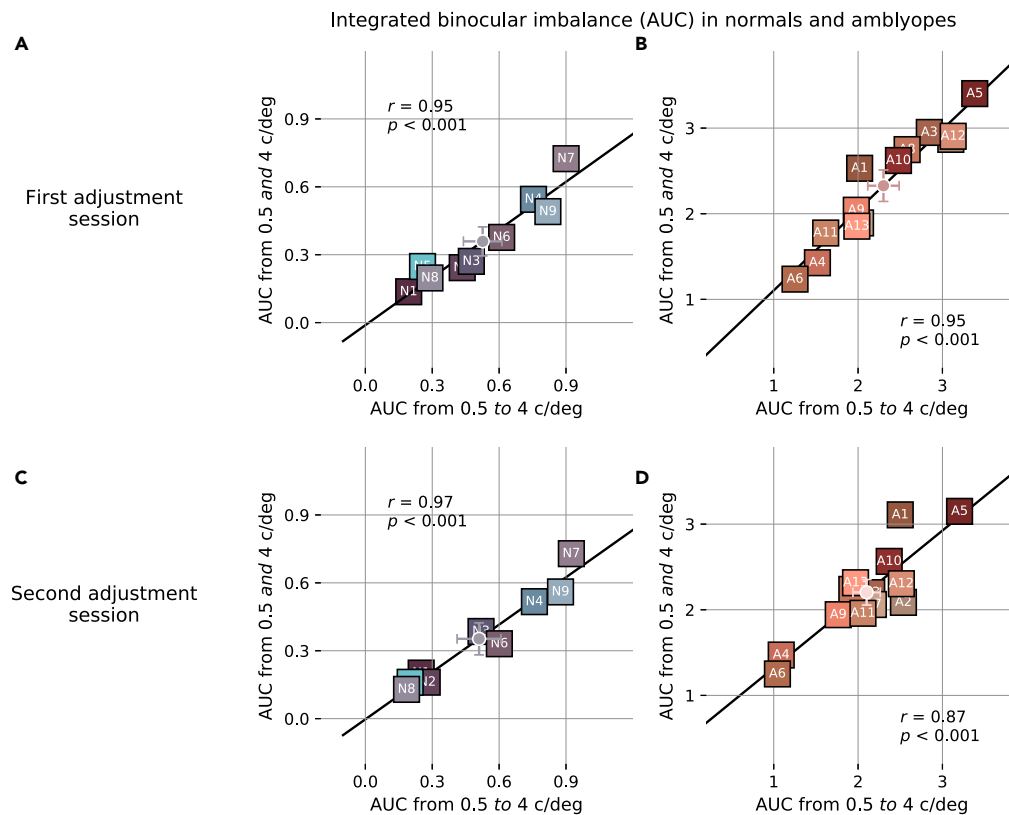 Integrated binocular imbalance (AUC) in normals and amblyopes
A
B
First adjustment
session
AUC from 0.5 and 4 c/deg
0.9
0.6
0.3
0.0
r = 0.95
p < 0.001
N7
N4
N9
N6
N3
N5
N8
N1
0.0
0.3
0.6
0.9
AUC from 0.5 to 4 c/deg
AUC from 0.5 and 4 c/deg
3
2
1
A5
A3
A12
A8
A10
A1
A9
A13
A11
A4
A6
r = 0.95
p < 0.001
1
2
3
AUC from 0.5 to 4 c/deg
C
D
Second adjustment
session
AUC from 0.5 and 4 c/deg
0.9
0.6
0.3
0.0
r = 0.97
p < 0.001
N7
N9
N4
N3
N6
N2
N8
0.0
0.3
0.6
0.9
AUC from 0.5 to 4 c/deg
AUC from 0.5 and 4 c/deg
3
2
1
A1
A5
A10
A13
A12
A2
A9
A11
A4
A6
r = 0.87
p < 0.001
1
2
3
AUC from 0.5 to 4 c/deg